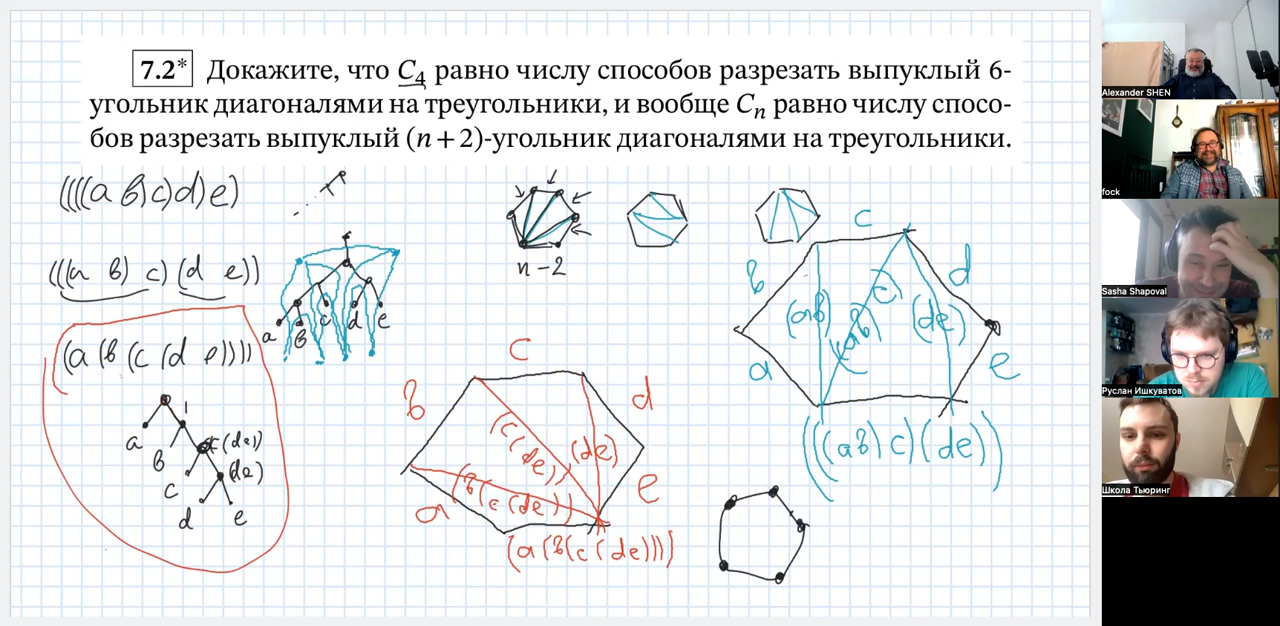 7.2* Докажите, что C₄ равно числу способов разрезать выпуклый 6-
угольник диагоналями на треугольники, и вообще Cₙ равно числу спосо-
бов разрезать выпуклый (n + 2)-угольник диагоналями на треугольники.
((((a b) c) d) e)
(((a b) c) (d e))
(a (b (c (d e))))
a b c d e
a
b
c
d e
(de)
n-2
c
b
a
d
e
(c(de))
(de)
(b(c(de)))
(a(b(c(de))))
c
b
a
d
e
(ab)
(de)
(((ab)c)(de))
Alexander SHEN
fock
Sasha Shapoval
Руслан Ишкуватов
Школа Тьюринг